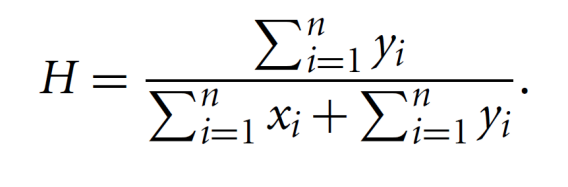 H = \frac{\sum_{i=1}^{n} y_i}{\sum_{i=1}^{n} x_i + \sum_{i=1}^{n} y_i}.